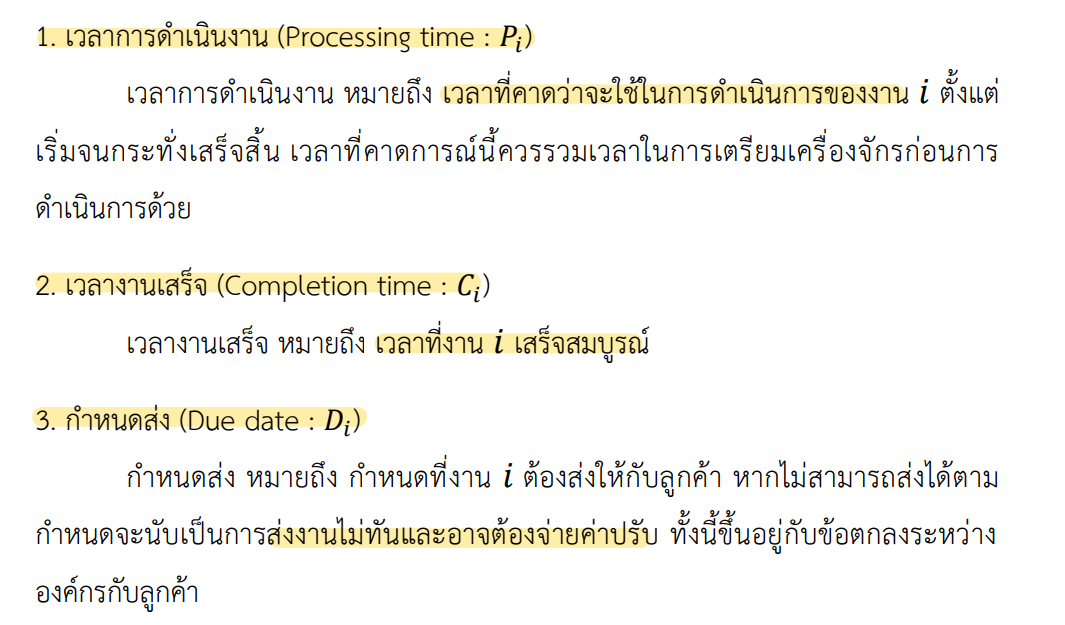 1. เวลาการดำเนินงาน (Processing time : Pᵢ)
เวลาการดำเนินงาน หมายถึง เวลาที่คาดว่าจะใช้ในการดำเนินการของงาน i ตั้งแต่
เริ่มจนกระทั่งเสร็จสิ้น เวลาที่คาดการณ์นี้ควรรวมเวลาในการเตรียมเครื่องจักรก่อนการ
ดำเนินการด้วย
2. เวลางานเสร็จ (Completion time : Cᵢ)
เวลางานเสร็จ หมายถึง เวลาที่งาน i เสร็จสมบูรณ์
3. กำหนดส่ง (Due date : Dᵢ)
กำหนดส่ง หมายถึง กำหนดที่งาน i ต้องส่งให้กับลูกค้า หากไม่สามารถส่งได้ตาม
กำหนดจะนับเป็นการส่งงานไม่ทันและอาจต้องจ่ายค่าปรับ ทั้งนี้ขึ้นอยู่กับข้อตกลงระหว่าง
องค์กรกับลูกค้า